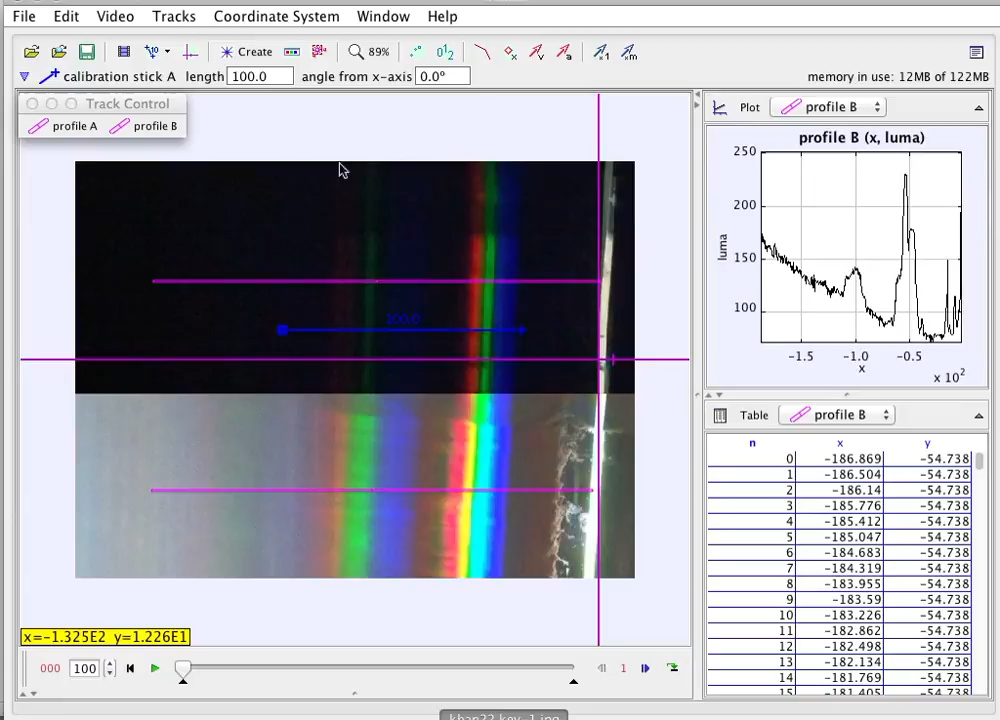 File Edit Video Tracks Coordinate System Window Help
Create 89%
calibration stick A length 100.0 angle from x-axis 0.0° memory in use: 12MB of 122MB
Track Control
profile A profile B
Plot profile B
profile B (x, luma)
250
200
150
100
luma
-1.5 -1.0 -0.5
x
x 10²
100.0
Table profile B
n x y
0 -186.869 -54.738
1 -186.504 -54.738
2 -186.14 -54.738
3 -185.776 -54.738
4 -185.412 -54.738
5 -185.047 -54.738
6 -184.683 -54.738
7 -184.319 -54.738
8 -183.955 -54.738
9 -183.59 -54.738
10 -183.226 -54.738
11 -182.862 -54.738
12 -182.498 -54.738
13 -182.134 -54.738
14 -181.769 -54.738
15 -181.405 -54.738
x=-1.325E2 y=1.226E1
000 100 1